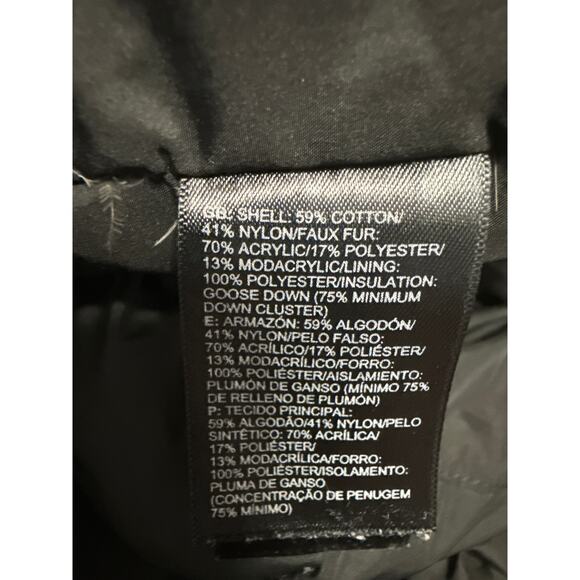 GB: SHELL: 59% COTTON/
41% NYLON/FAUX FUR:
70% ACRYLIC/17% POLYESTER/
13% MODACRYLIC/LINING:
100% POLYESTER/INSULATION:
GOOSE DOWN (75% MINIMUM
DOWN CLUSTER)
E: ARMAZÓN: 59% ALGODÓN/
41% NYLON/PELO FALSO:
70% ACRÍLICO/17% POLIÉSTER/
13% MODACRÍLICO/FORRO:
100% POLIÉSTER/AISLAMIENTO:
PLUMÓN DE GANSO (MÍNIMO 75%
DE RELLENO DE PLUMÓN)
P: TECIDO PRINCIPAL:
59% ALGODÃO/41% NYLON/PELO
SINTÉTICO: 70% ACRÍLICA/
17% POLIÉSTER/
13% MODACRÍLICA/FORRO:
100% POLIÉSTER/ISOLAMENTO:
PLUMA DE GANSO
(CONCENTRAÇÃO DE PENUGEM
75% MÍNIMO)